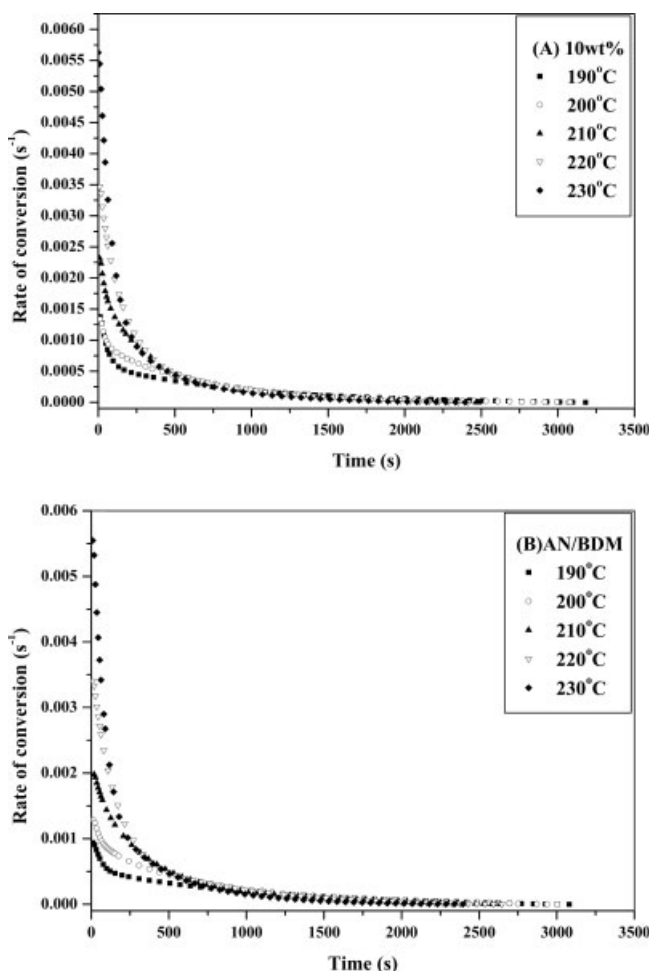 0.0060
0.0055
0.0050
0.0045
0.0040
0.0035
0.0030
0.0025
0.0020
0.0015
0.0010
0.0005
0.0000
Rate of conversion (s⁻¹)
(A) 10wt%
190°C
200°C
210°C
220°C
230°C
0 500 1000 1500 2000 2500 3000 3500
Time (s)
0.006
0.005
0.004
0.003
0.002
0.001
0.000
Rate of conversion (s⁻¹)
(B)AN/BDM
190°C
200°C
210°C
220°C
230°C
0 500 1000 1500 2000 2500 3000 3500
Time (s)